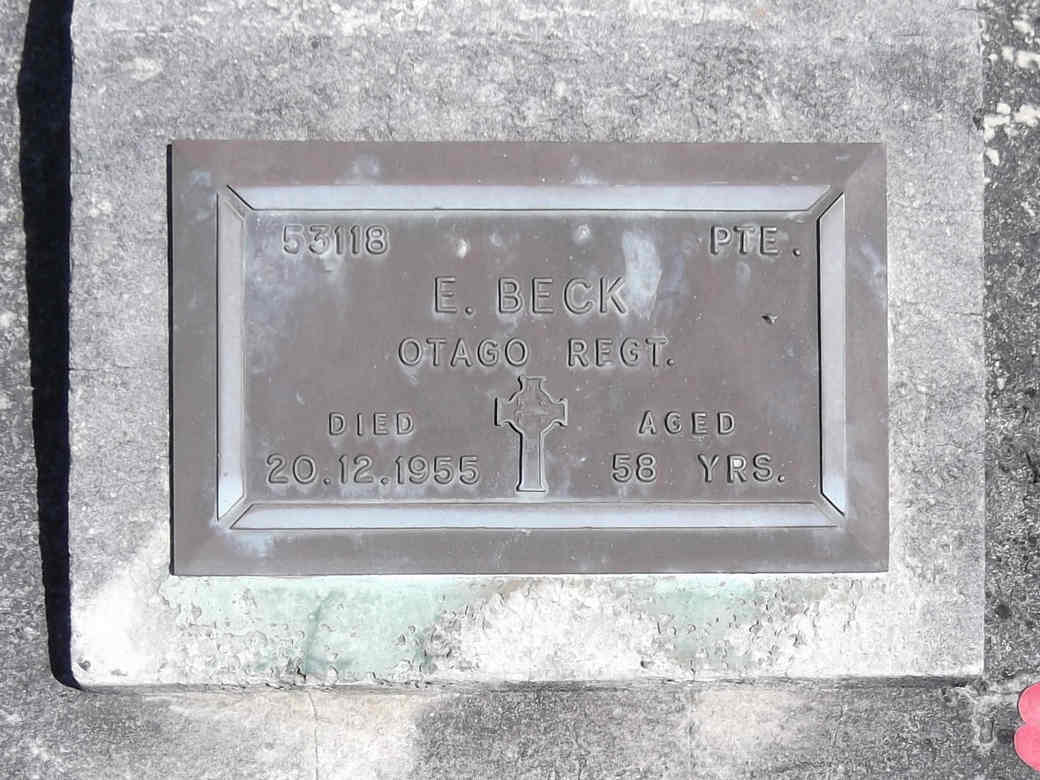 53118 PTE.
E. BECK
OTAGO REGT.
DIED AGED
20.12.1955 58 YRS.